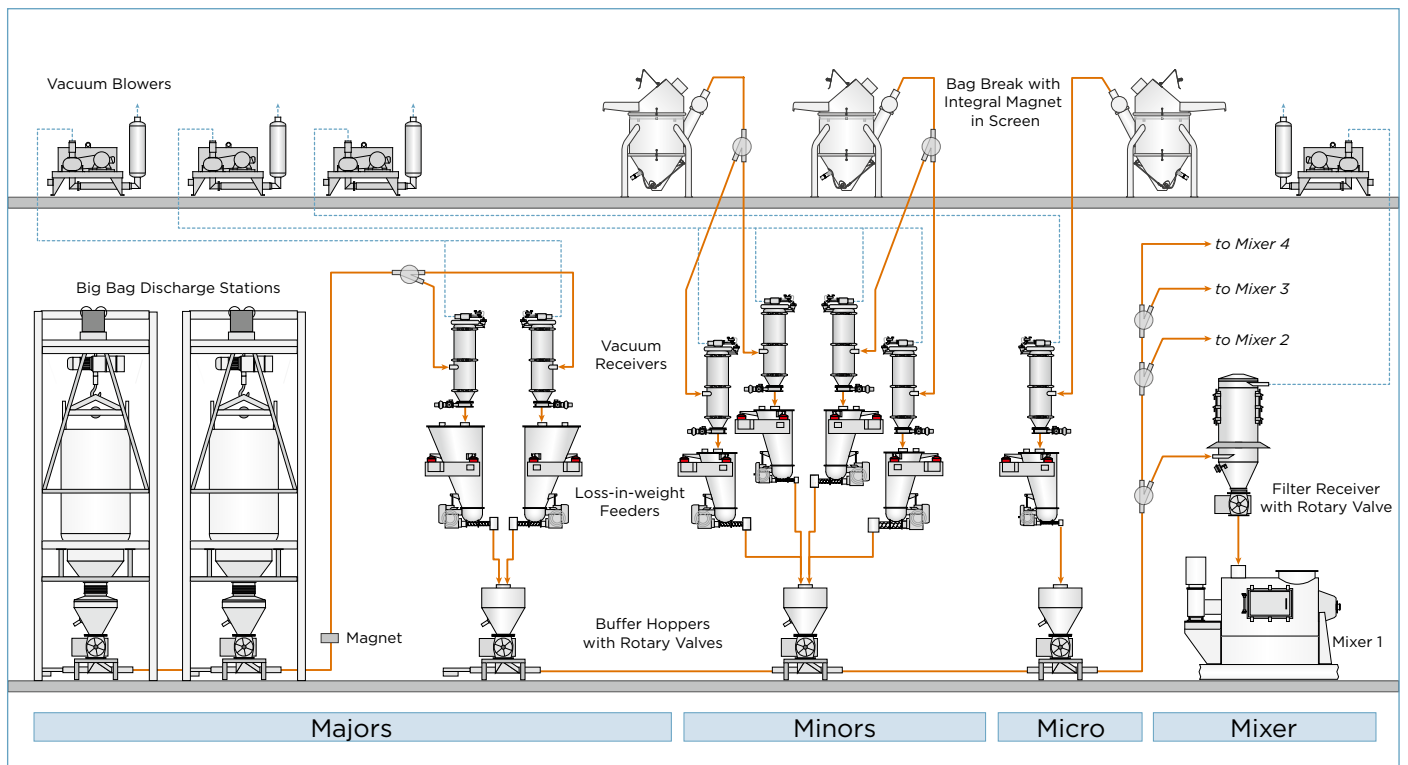 Vacuum Blowers
Bag Break with
Integral Magnet
in Screen
to Mixer 4
to Mixer 3
to Mixer 2
Big Bag Discharge Stations
Vacuum
Receivers
Loss-in-weight
Feeders
Filter Receiver
with Rotary Valve
Magnet
Buffer Hoppers
with Rotary Valves
Mixer 1
Majors
Minors
Micro
Mixer